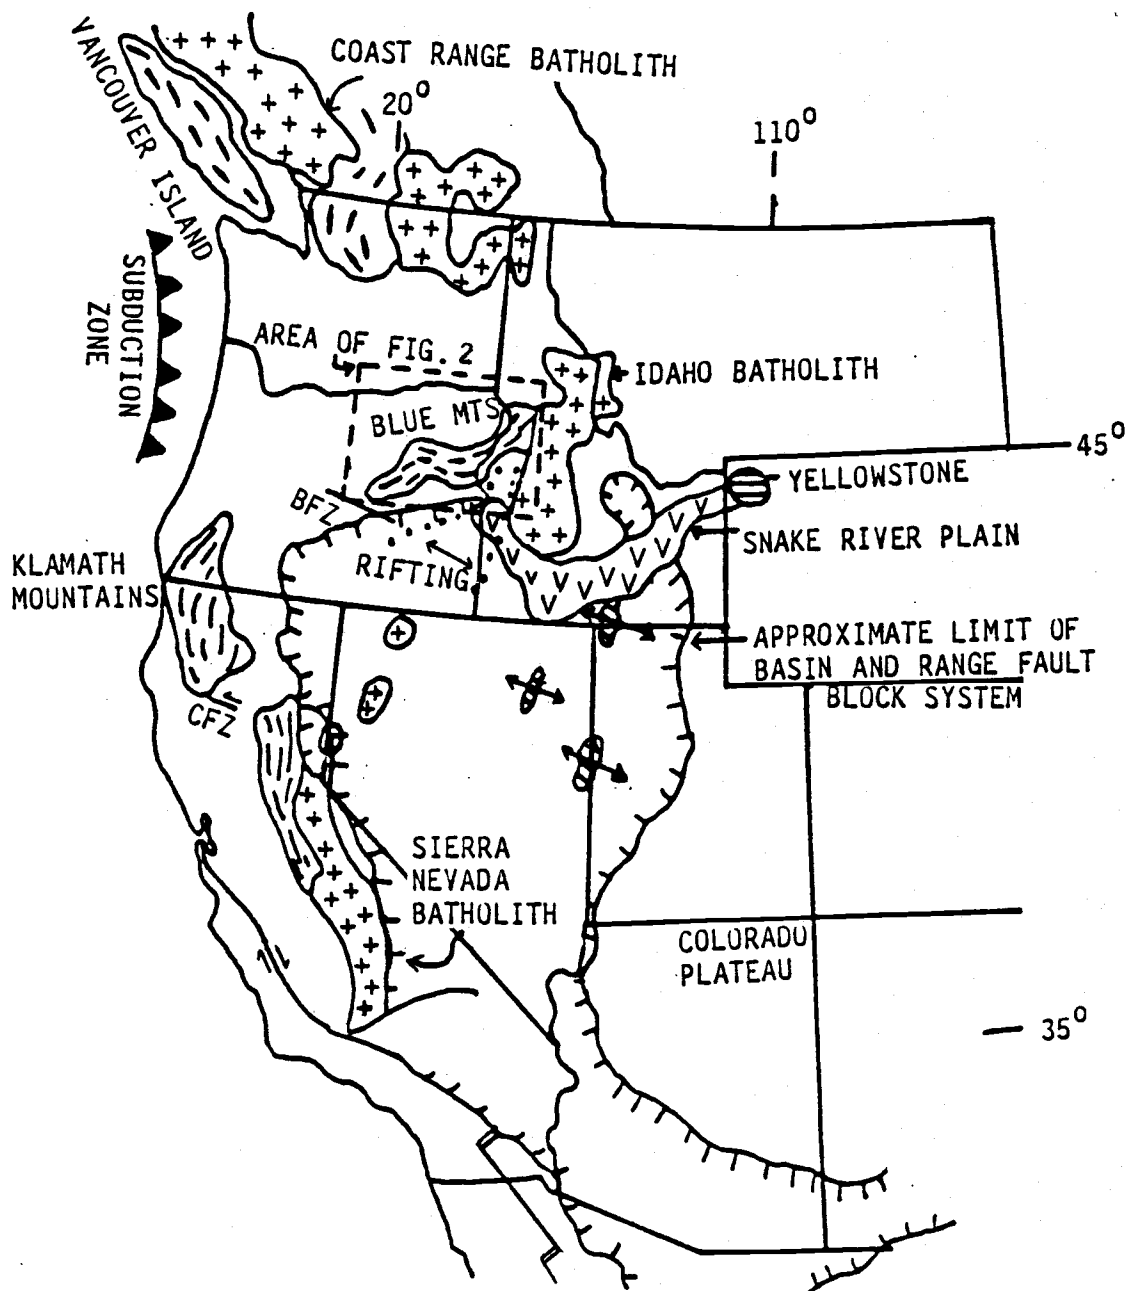 VANCOUVER ISLAND
COAST RANGE BATHOLITH
20°
110°
SUBDUCTION
ZONE
AREA OF FIG. 2
IDAHO BATHOLITH
BLUE MTS
45°
YELLOWSTONE
BFZ
SNAKE RIVER PLAIN
RIFTING
KLAMATH
MOUNTAINS
APPROXIMATE LIMIT OF
BASIN AND RANGE FAULT
BLOCK SYSTEM
CFZ
SIERRA
NEVADA
BATHOLITH
COLORADO
PLATEAU
35°